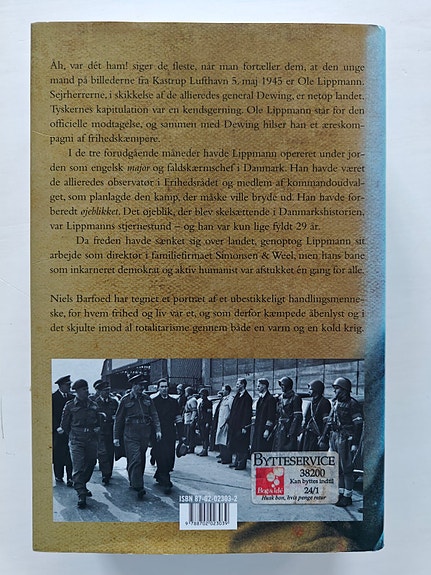 Åh, var dét ham! siger de fleste, når man fortæller dem, at den unge
mand på billederne fra Kastrup Lufthavn 5. maj 1945 er Ole Lippmann.
Sejrherrerne, i skikkelse af de allieredes general Dewing, er netop landet.
Tyskernes kapitulation var en kendsgerning. Ole Lippmann står for den
officielle modtagelse, og sammen med Dewing hilser han et æreskom-
pagni af frihedskæmpere.
I de tre forudgående måneder havde Lippmann opereret under jor-
den som engelsk major og faldskærmschef i Danmark. Han havde været
de allieredes observatør i Frihedsrådet og medlem af kommandoudval-
get, som planlagde den kamp, der måske ville bryde ud. Han havde for-
beredt øjeblikket. Det øjeblik, der blev skelsættende i Danmarkshistorien,
var Lippmanns stjernestund – og han var kun lige fyldt 29 år.
Da freden havde sænket sig over landet, genoptog Lippmann sit
arbejde som direktør i familiefirmaet Simonsen & Weel, men hans bane
som inkarneret demokrat og aktiv humanist var afstukket én gang for alle.
Niels Barfoed har tegnet et portræt af et ubestikkeligt handlingsmenne-
ske, for hvem frihed og liv var et, og som derfor kæmpede åbenlyst og i
det skjulte imod al totalitarisme gennem både en varm og en kold krig.
BYTTESERVICE
38200
Kan byttes indtil
24/1
Bog & idé
Husk bon, hvis penge retur
ISBN 87-02-02303-2
9 788702 023039